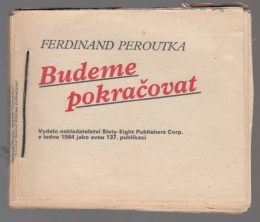 FERDINAND PEROUTKA
Budeme
pokračovat
Vydalo nakladatelství Sixty-Eight Publishers Corp.
v lednu 1984 jako svou 137. publikaci